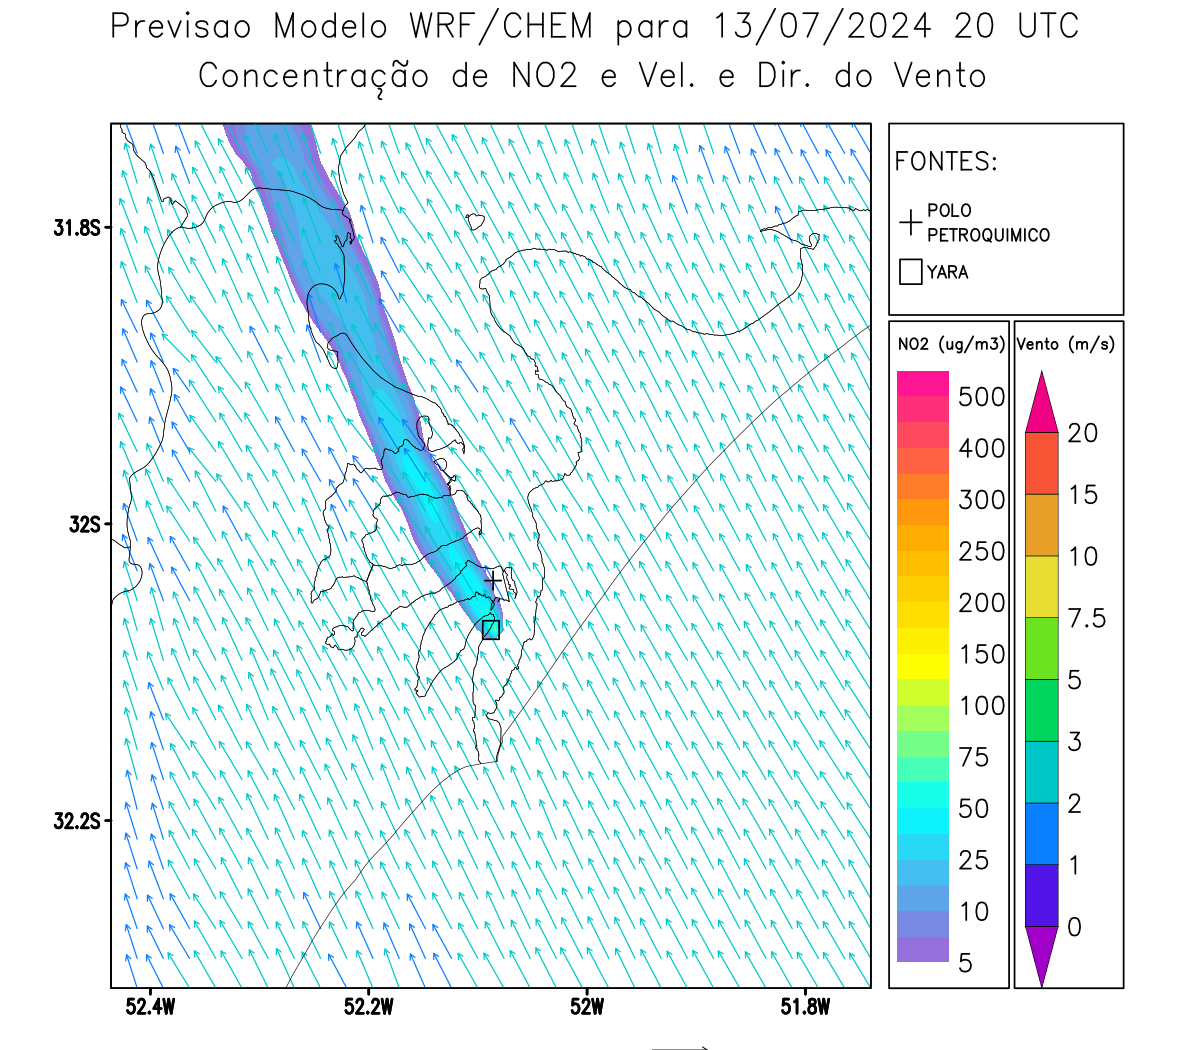 Previsao Modelo WRF/CHEM para 13/07/2024 20 UTC
Concentração de NO2 e Vel. e Dir. do Vento
FONTES:
POLO
PETROQUIMICO
YARA
NO2 (ug/m3)
500
400
300
250
200
150
100
75
50
25
10
5
Vento (m/s)
20
15
10
7.5
5
3
2
1
0
31.8S
32S
32.2S
52.4W 52.2W 52W 51.8W